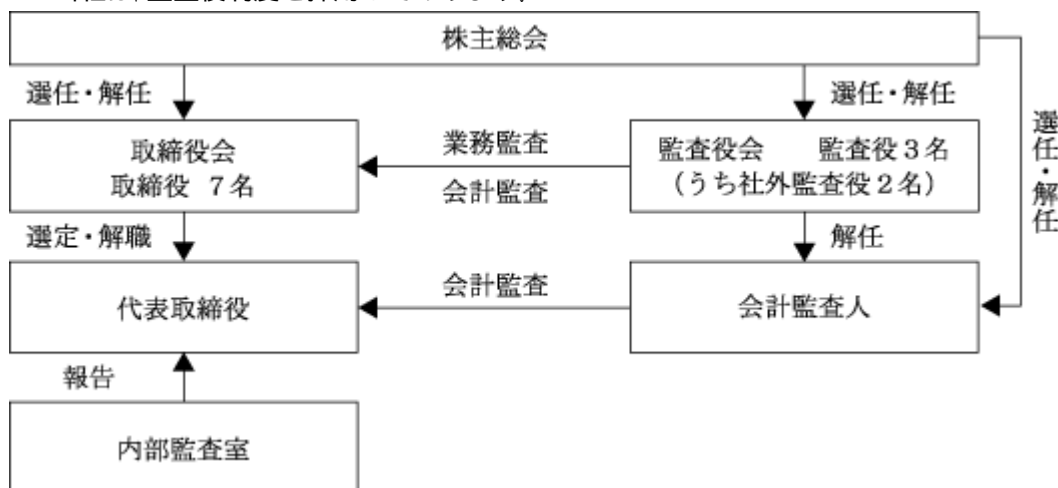 株主総会
選任・解任
選任・解任
選任・解任
取締役会
取締役 7名
業務監査
会計監査
監査役会 監査役3名
(うち社外監査役2名)
選定・解職
解任
代表取締役
会計監査
会計監査人
報告
内部監査室